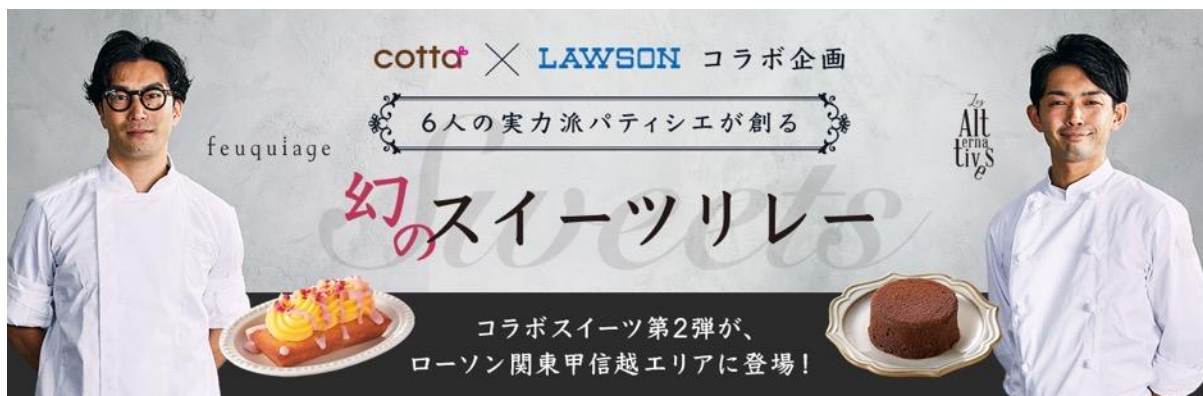 cotta × LAWSON コラボ企画
6人の実力派パティシエが創る
feuquiage
Les
Alt
erna
tivs
e
Sweets
幻のスイーツリレー
コラボスイーツ第2弾が、
ローソン関東甲信越エリアに登場！